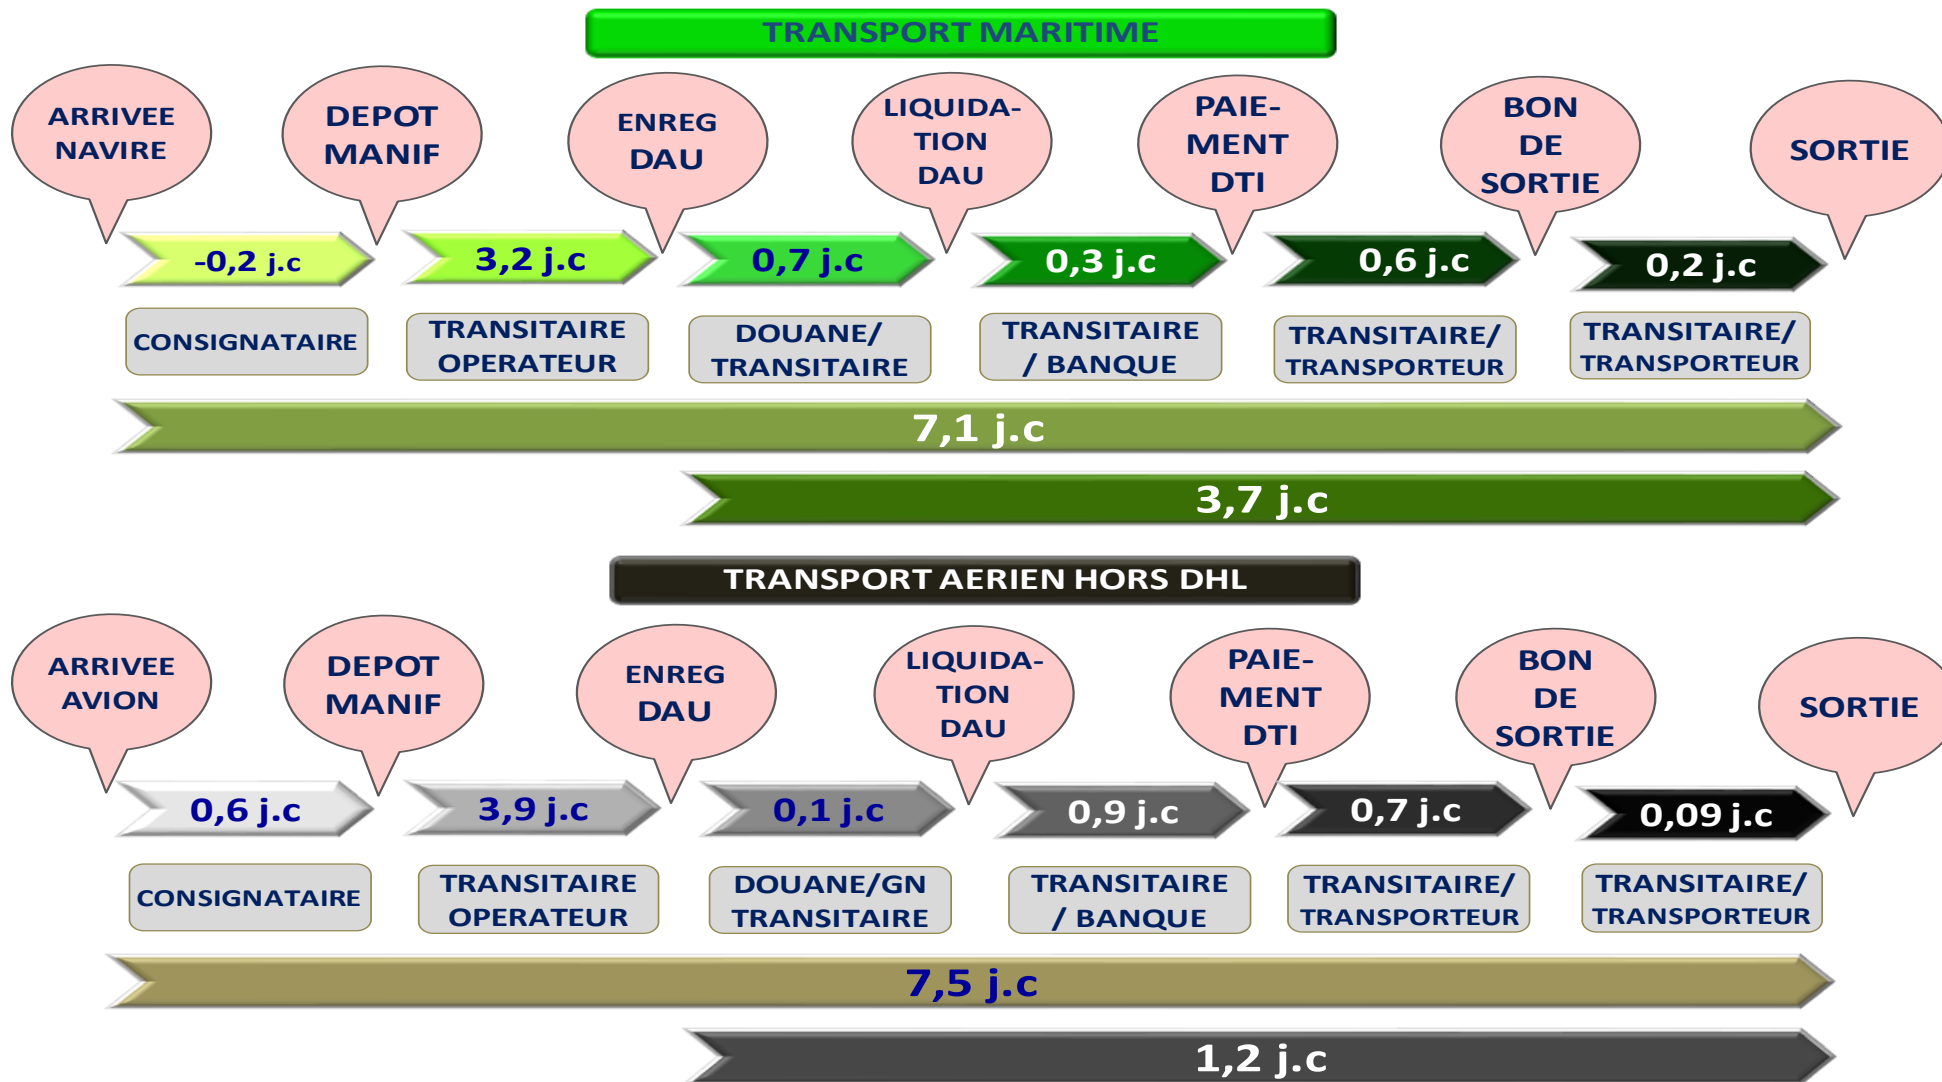 TRANSPORT MARITIME
ARRIVEE
NAVIRE
DEPOT
MANIF
ENREG
DAU
LIQUIDA-
TION
DAU
PAIE-
MENT
DTI
BON
DE
SORTIE
SORTIE
-0,2 j.c
3,2 j.c
0,7 j.c
0,3 j.c
0,6 j.c
0,2 j.c
CONSIGNATAIRE
TRANSITAIRE
OPERATEUR
DOUANE/
TRANSITAIRE
TRANSITAIRE
/ BANQUE
TRANSITAIRE/
TRANSPORTEUR
TRANSITAIRE/
TRANSPORTEUR
7,1 j.c
3,7 j.c
TRANSPORT AERIEN HORS DHL
ARRIVEE
AVION
DEPOT
MANIF
ENREG
DAU
LIQUIDA-
TION
DAU
PAIE-
MENT
DTI
BON
DE
SORTIE
SORTIE
0,6 j.c
3,9 j.c
0,1 j.c
0,9 j.c
0,7 j.c
0,09 j.c
CONSIGNATAIRE
TRANSITAIRE
OPERATEUR
DOUANE/GN
TRANSITAIRE
TRANSITAIRE
/ BANQUE
TRANSITAIRE/
TRANSPORTEUR
TRANSITAIRE/
TRANSPORTEUR
7,5 j.c
1,2 j.c